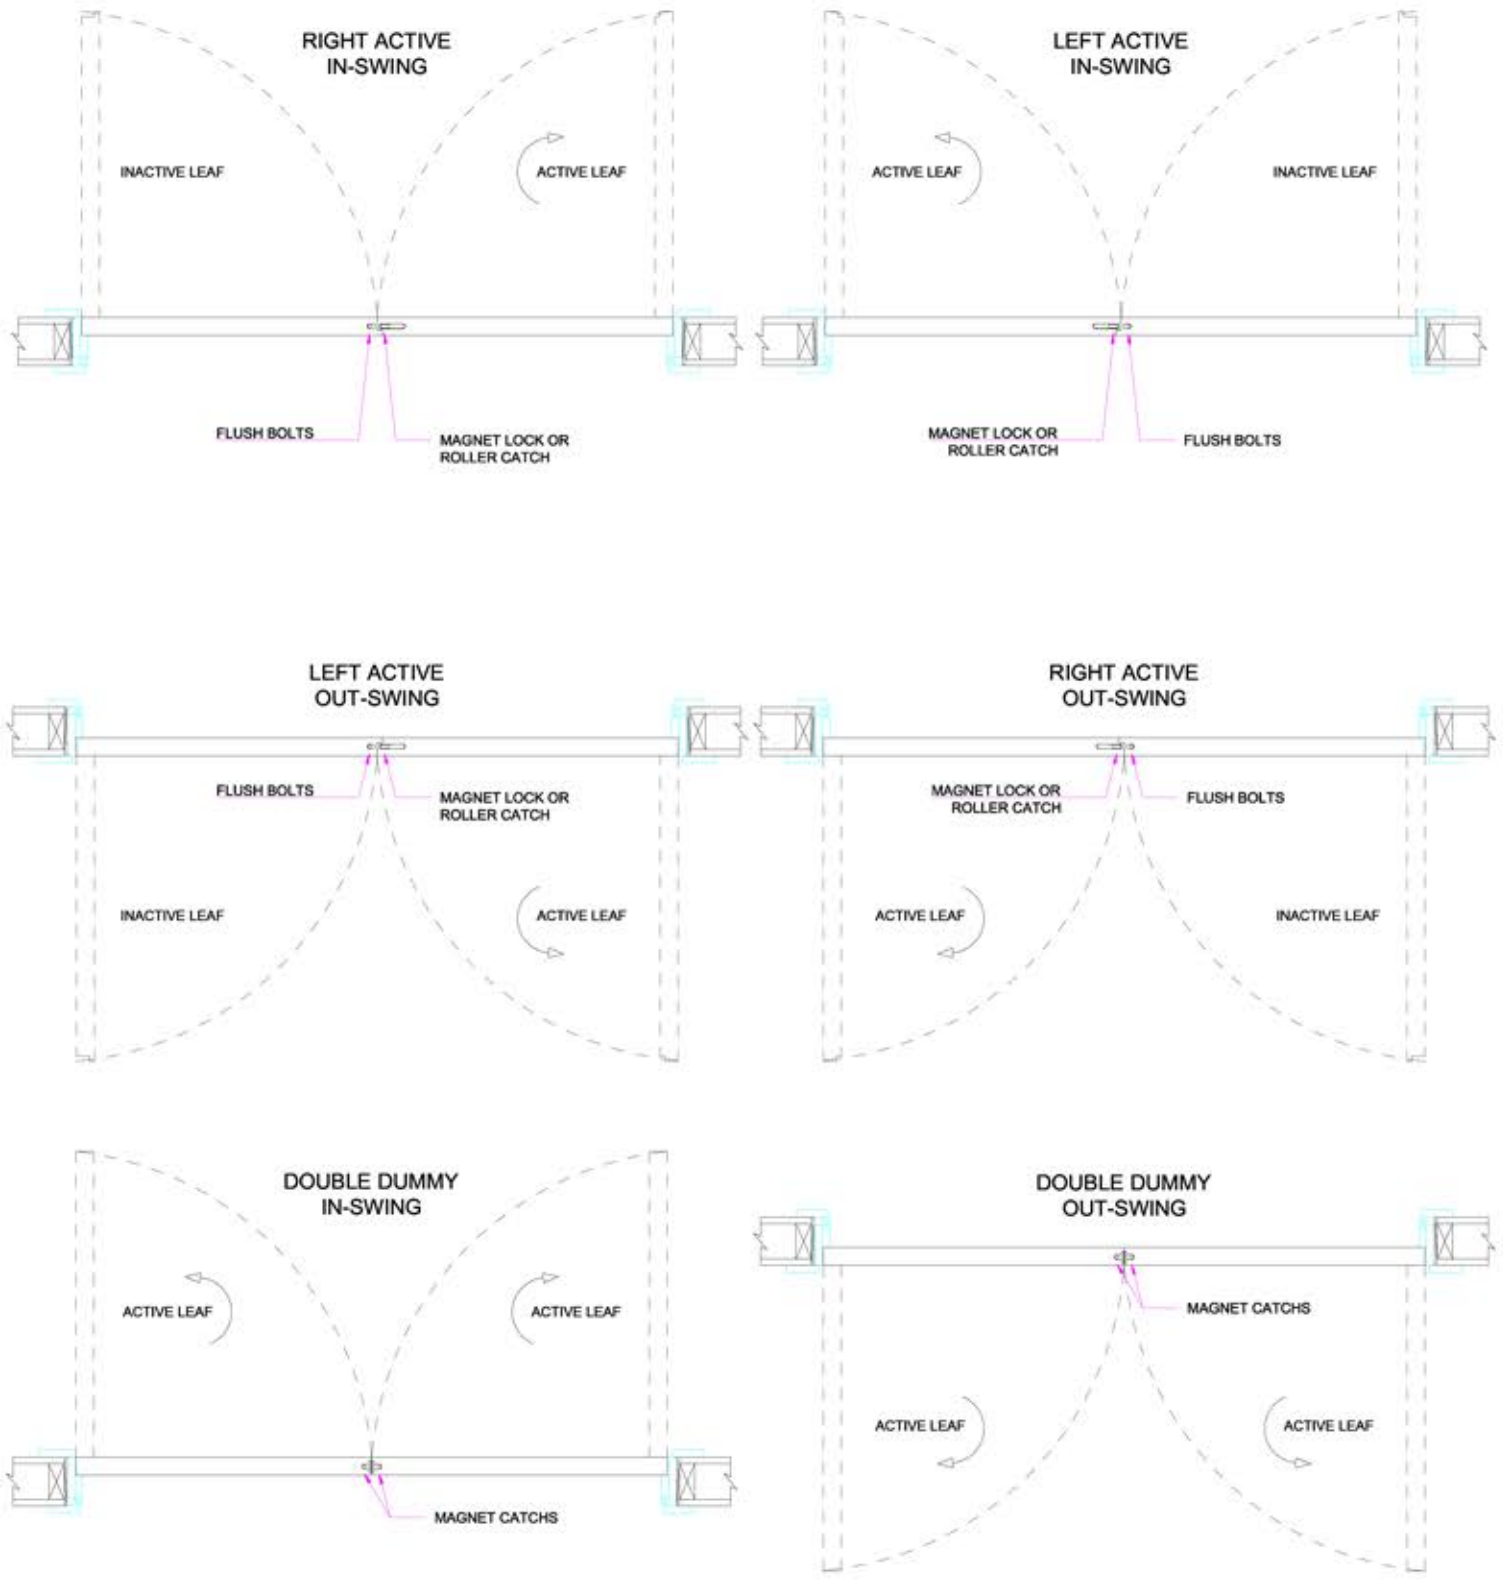 RIGHT ACTIVE
IN-SWING
INACTIVE LEAF
ACTIVE LEAF
FLUSH BOLTS
MAGNET LOCK OR
ROLLER CATCH
LEFT ACTIVE
IN-SWING
ACTIVE LEAF
INACTIVE LEAF
MAGNET LOCK OR
ROLLER CATCH
FLUSH BOLTS
LEFT ACTIVE
OUT-SWING
FLUSH BOLTS
MAGNET LOCK OR
ROLLER CATCH
INACTIVE LEAF
ACTIVE LEAF
RIGHT ACTIVE
OUT-SWING
MAGNET LOCK OR
ROLLER CATCH
FLUSH BOLTS
ACTIVE LEAF
INACTIVE LEAF
DOUBLE DUMMY
IN-SWING
ACTIVE LEAF
ACTIVE LEAF
MAGNET CATCHS
DOUBLE DUMMY
OUT-SWING
MAGNET CATCHS
ACTIVE LEAF
ACTIVE LEAF